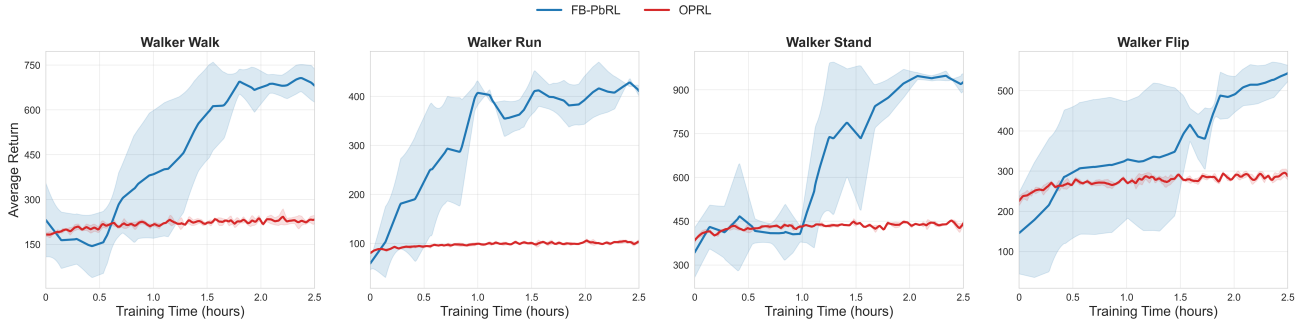 FB-PbRL OPRL
Walker Walk
Average Return
750
600
450
300
150
0 0.5 1.0 1.5 2.0 2.5
Training Time (hours)
Walker Run
400
300
200
100
0 0.5 1.0 1.5 2.0 2.5
Training Time (hours)
Walker Stand
900
750
600
450
300
0 0.5 1.0 1.5 2.0 2.5
Training Time (hours)
Walker Flip
500
400
300
200
100
0 0.5 1.0 1.5 2.0 2.5
Training Time (hours)